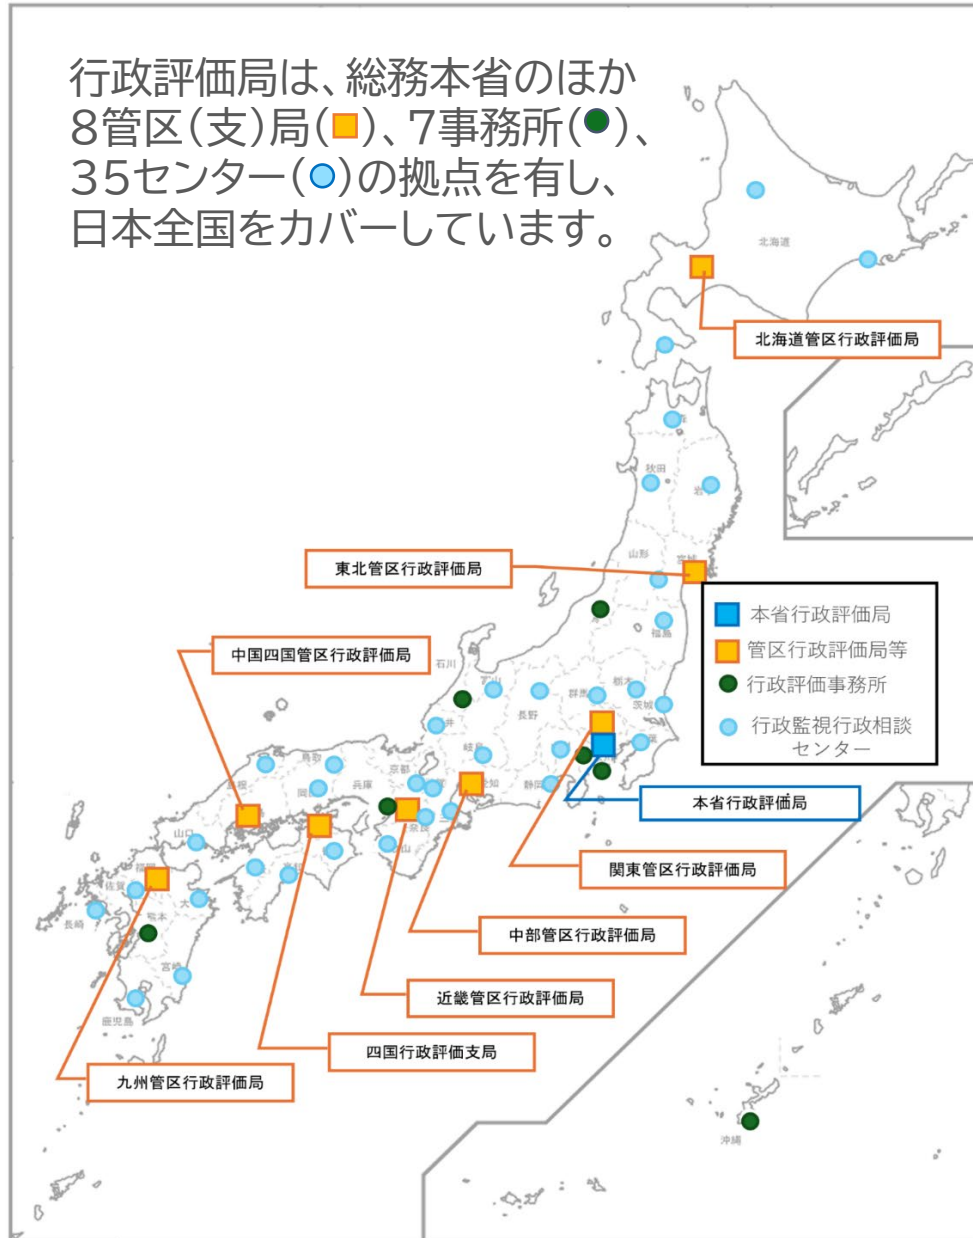 行政評価局は、総務本省のほか
8管区(支)局(■)、7事務所(●)、
35センター(○)の拠点を有し、
日本全国をカバーしています。
北海道
北海道管区行政評価局
秋田
山形
宮城
東北管区行政評価局
福島
本省行政評価局
管区行政評価局等
行政評価事務所
行政監視行政相談
センター
中国四国管区行政評価局
石川
栃木
群馬
茨城
長野
岐阜
鳥取
京都
兵庫
静岡
本省行政評価局
山口
関東管区行政評価局
福岡
佐賀
長崎
熊本
中部管区行政評価局
宮崎
近畿管区行政評価局
鹿児島
四国行政評価支局
九州管区行政評価局
沖縄